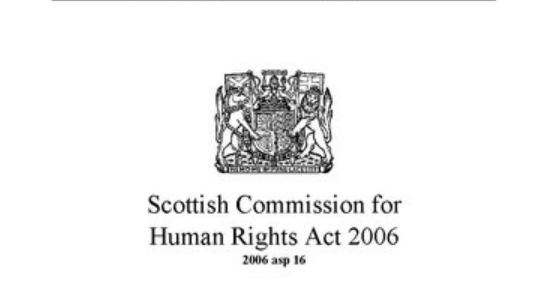 Scottish Commission for
Human Rights Act 2006
2006 asp 16